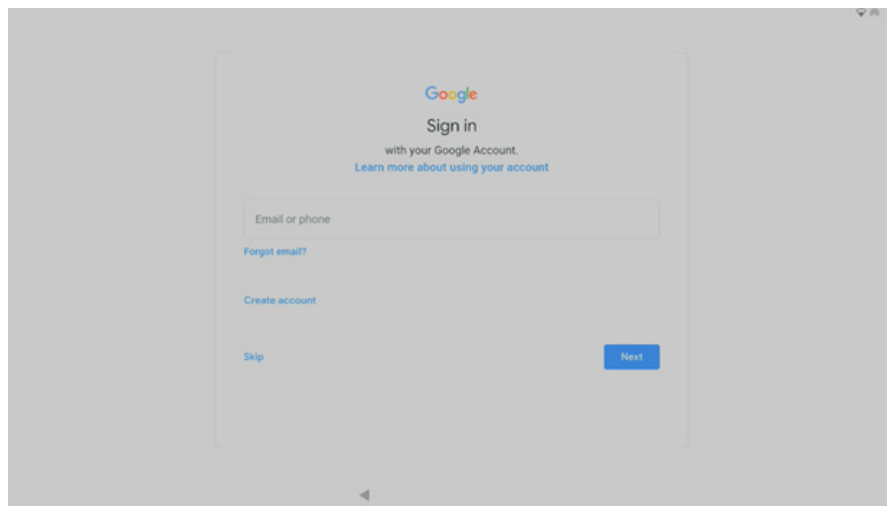 Google
Sign in
with your Google Account.
Learn more about using your account
Email or phone
Forgot email?
Create account
Skip
Next